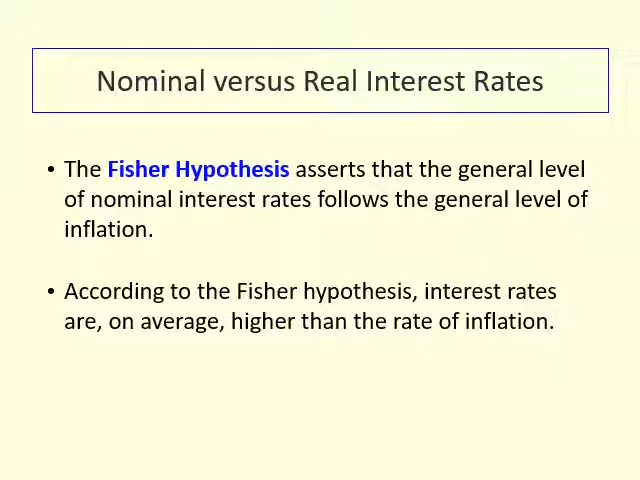 Nominal versus Real Interest Rates
• The Fisher Hypothesis asserts that the general level
of nominal interest rates follows the general level of
inflation.
• According to the Fisher hypothesis, interest rates
are, on average, higher than the rate of inflation.